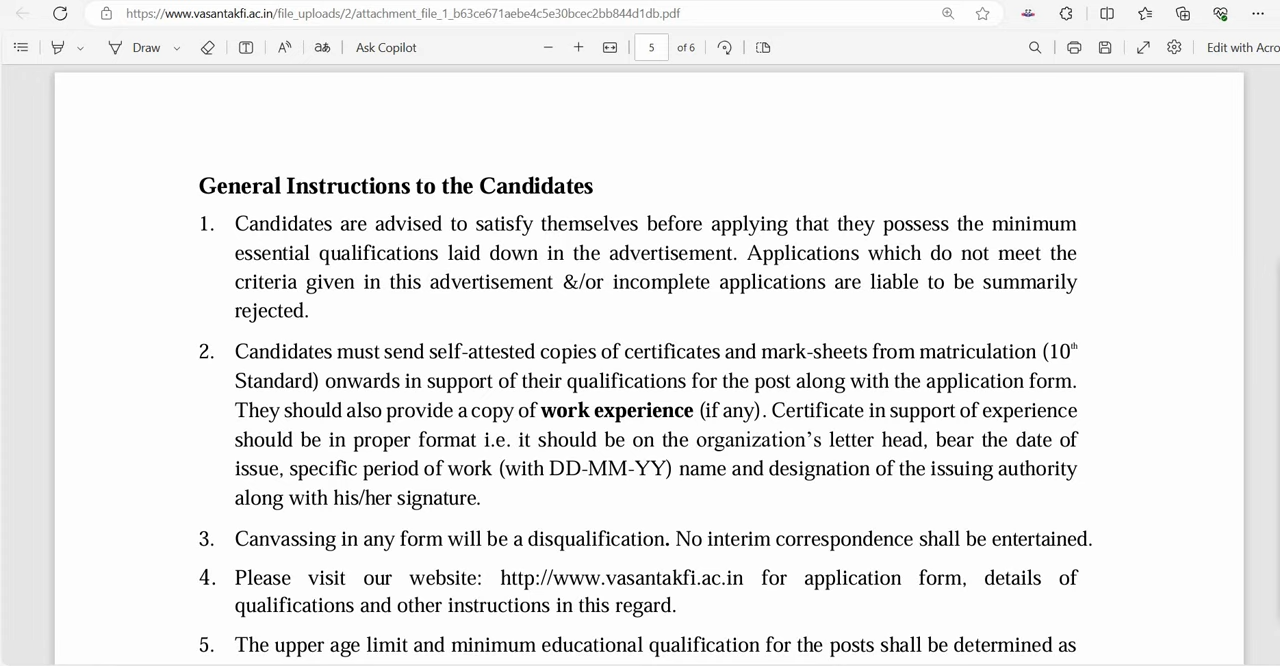 https://www.vasantakfi.ac.in/file_uploads/2/attachment_file_1_b63ce671aebe4c5e30bcec2bb844d1db.pdf
Draw Ask Copilot 5 of 6 Edit with Acro
General Instructions to the Candidates
1. Candidates are advised to satisfy themselves before applying that they possess the minimum
essential qualifications laid down in the advertisement. Applications which do not meet the
criteria given in this advertisement &/or incomplete applications are liable to be summarily
rejected.
2. Candidates must send self-attested copies of certificates and mark-sheets from matriculation (10th
Standard) onwards in support of their qualifications for the post along with the application form.
They should also provide a copy of work experience (if any). Certificate in support of experience
should be in proper format i.e. it should be on the organization's letter head, bear the date of
issue, specific period of work (with DD-MM-YY) name and designation of the issuing authority
along with his/her signature.
3. Canvassing in any form will be a disqualification. No interim correspondence shall be entertained.
4. Please visit our website: http://www.vasantakfi.ac.in for application form, details of
qualifications and other instructions in this regard.
5. The upper age limit and minimum educational qualification for the posts shall be determined as